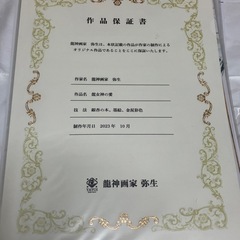 作品保証書
龍神画家 弥生は、本状記載の作品が作家の制作による
オリジナル作品であることをここに保証いたします。
作家名 龍神画家 弥生
作品名 龍女神の愛
技法 顔彩の本、墨絵、金彩彩色
制作年月日 2023年 10月
龍神画家 弥生